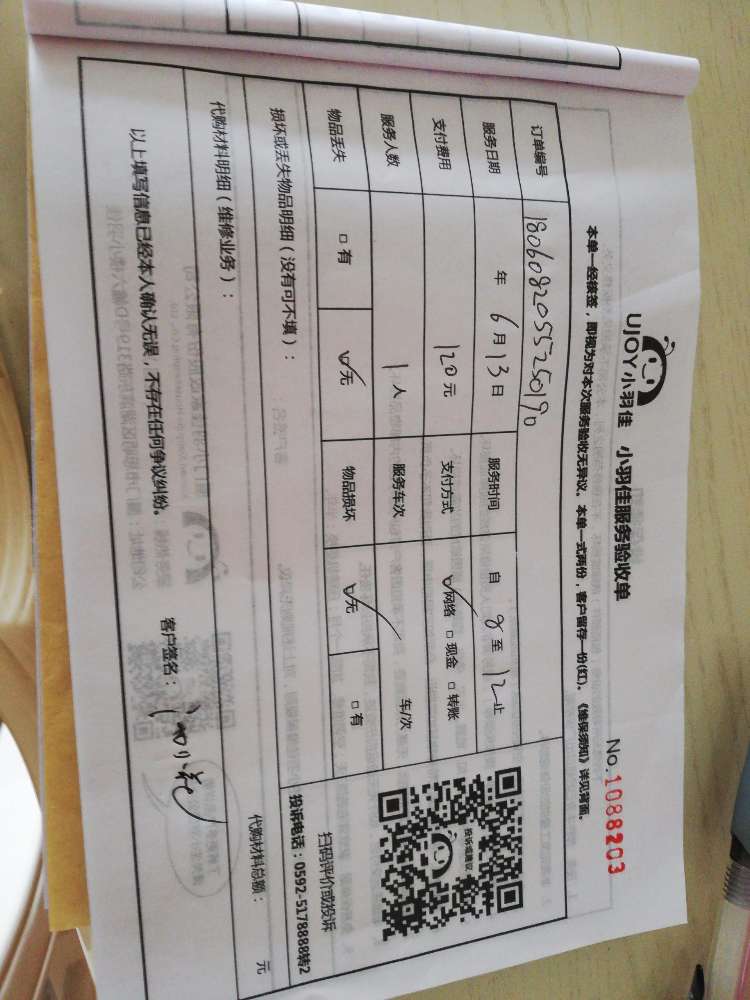 UJOY小羽佳 小羽佳服务验收单
No.1088203
本单一经核签，即视为对本次服务验收无异议。本单一式两份，客户留存一份(红)。《维保须知》详见背面。
订单编号 1806082055250190
服务日期 年 6月13日 服务时间 自 8 至 12 止
支付费用 120元 支付方式 ☑网络 □现金 □转账
服务人数 1人 服务车次 车/次
物品丢失 □有 ☑无 物品损坏 ☑无 □有
投诉或建议
扫码评价或投诉
投诉电话：0592-5178888转2
损坏或丢失物品明细（没有可不填）：
代购材料明细（维修业务）： 代购材料总额： 元
以上填写信息已经本人确认无误，不存在任何争议纠纷。 客户签名：